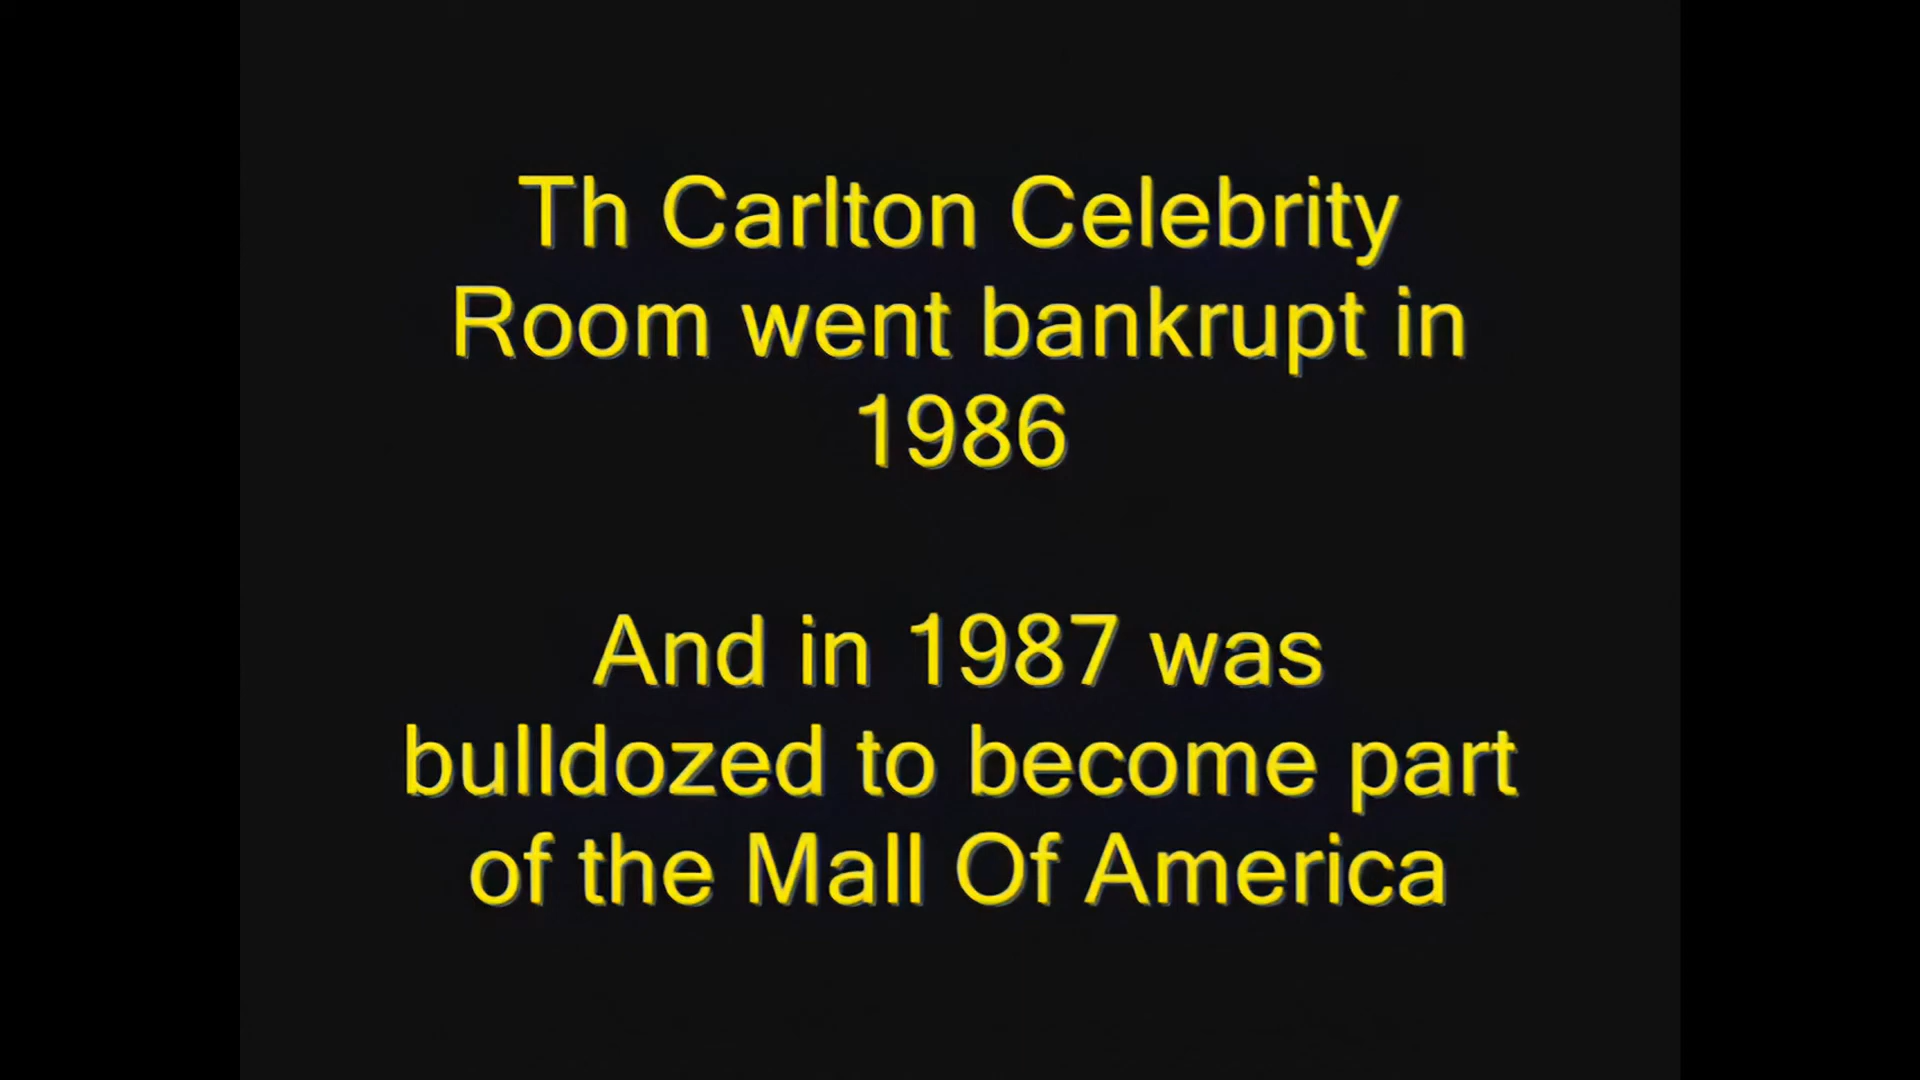 Th Carlton Celebrity
Room went bankrupt in
1986
And in 1987 was
bulldozed to become part
of the Mall Of America